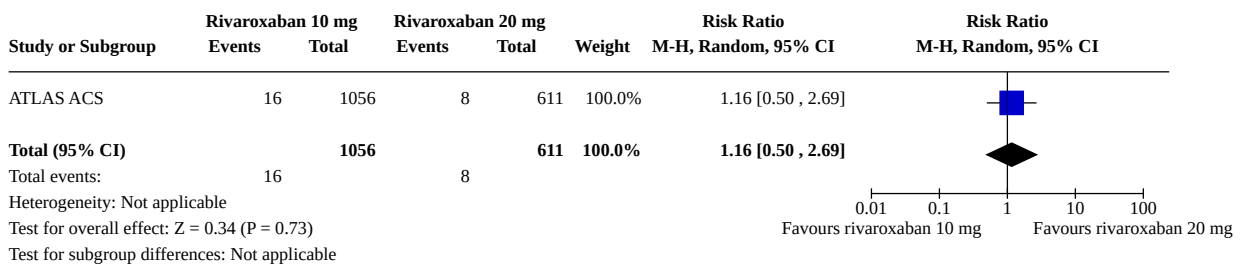 Rivaroxaban 10 mg Rivaroxaban 20 mg Risk Ratio Risk Ratio
Study or Subgroup Events Total Events Total Weight M-H, Random, 95% CI M-H, Random, 95% CI
ATLAS ACS 16 1056 8 611 100.0% 1.16 [0.50 , 2.69]
Total (95% CI) 1056 611 100.0% 1.16 [0.50 , 2.69]
Total events: 16 8
Heterogeneity: Not applicable 0.01 0.1 1 10 100
Test for overall effect: Z = 0.34 (P = 0.73) Favours rivaroxaban 10 mg Favours rivaroxaban 20 mg
Test for subgroup differences: Not applicable